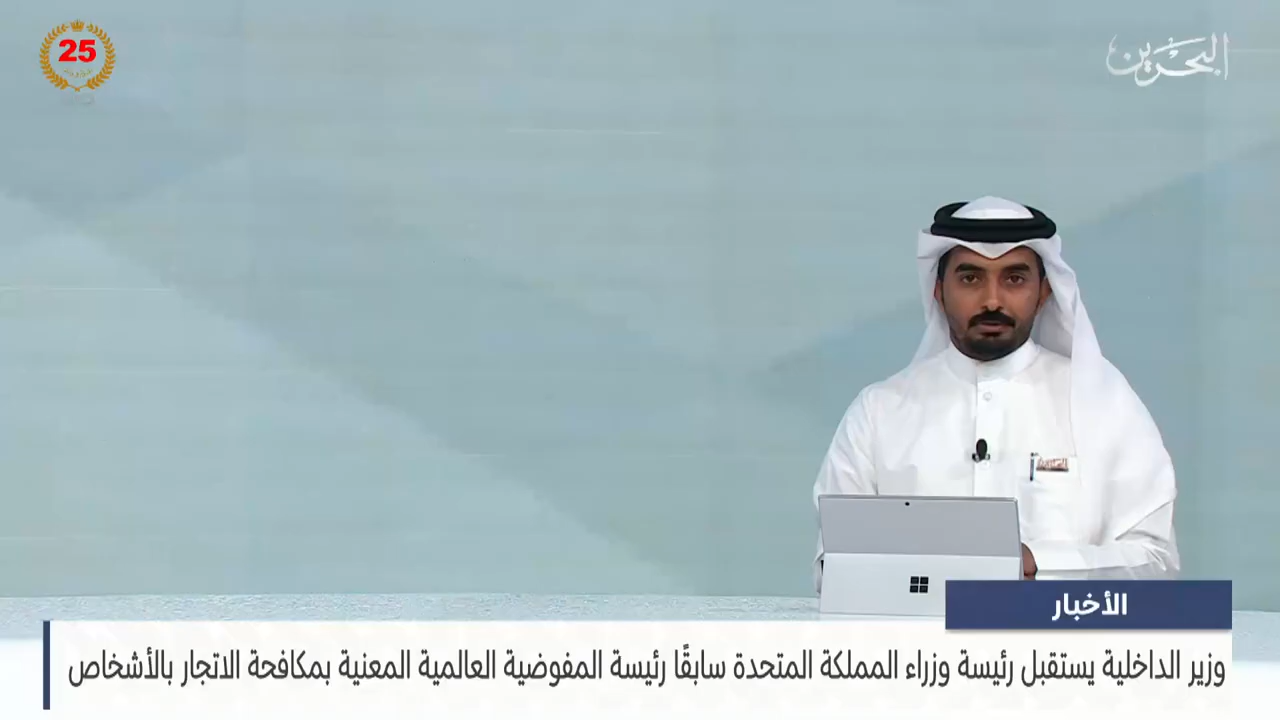 25
البحرين
الأخبار
وزير الداخلية يستقبل رئيسة وزراء المملكة المتحدة سابقًا رئيسة المفوضية العالمية المعنية بمكافحة الاتجار بالأشخاص